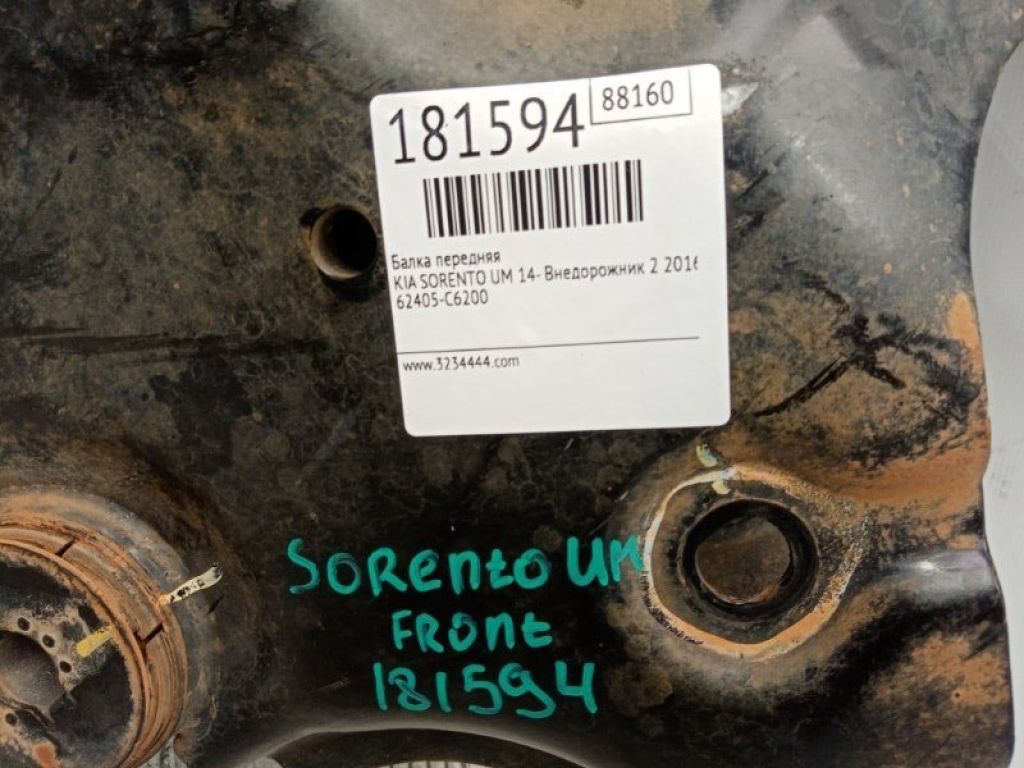 181594
88160
Балка передняя
KIA SORENTO UM 14- Внедорожник 2 2016
62405-C6200
www.3234444.com
SORENTO UM
FRONT
181594